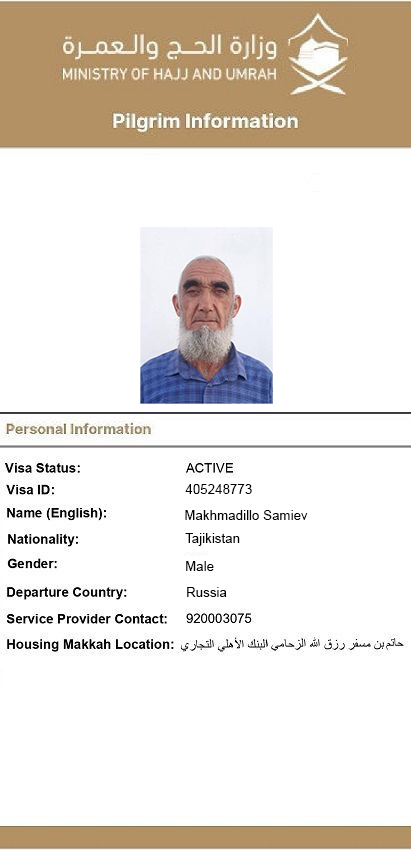 وزارة الحج والعمرة
MINISTRY OF HAJJ AND UMRAH
Pilgrim Information
Personal Information
Visa Status: ACTIVE
Visa ID: 405248773
Name (English): Makhmadillo Samiev
Nationality: Tajikistan
Gender: Male
Departure Country: Russia
Service Provider Contact: 920003075
Housing Makkah Location: حاتم بن مسفر رزق الله الزحامي البنك الأهلي التجاري